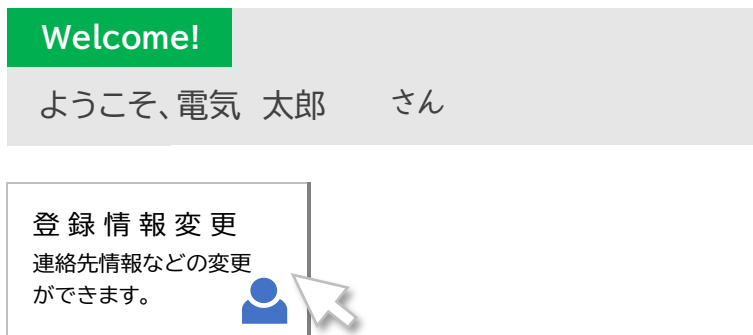 Welcome!
ようこそ、電気 太郎 さん
登録情報変更
連絡先情報などの変更
ができます。